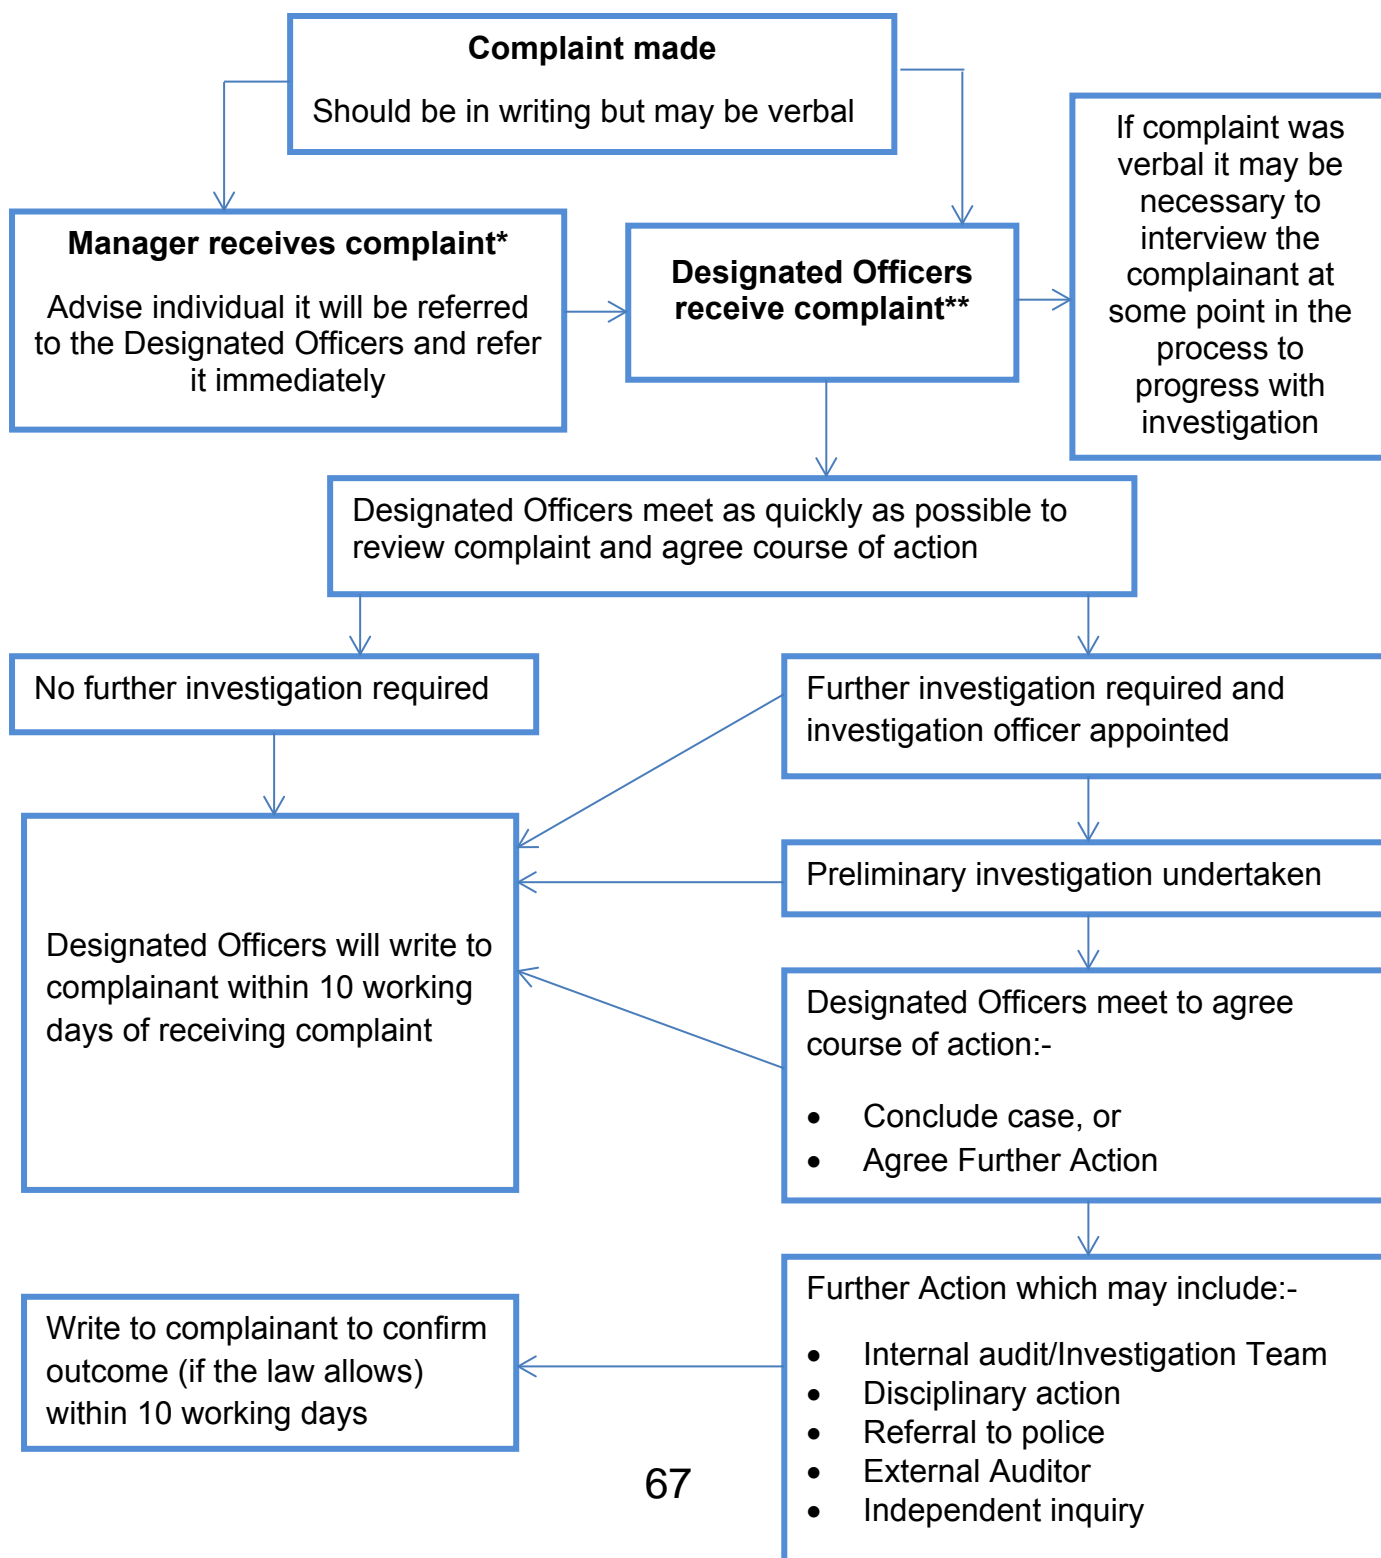 Complaint made
Should be in writing but may be verbal
If complaint was
verbal it may be
necessary to
interview the
complainant at
some point in the
process to
progress with
investigation
Manager receives complaint*
Advise individual it will be referred
to the Designated Officers and refer
it immediately
Designated Officers
receive complaint**
Designated Officers meet as quickly as possible to
review complaint and agree course of action
No further investigation required
Further investigation required and
investigation officer appointed
Preliminary investigation undertaken
Designated Officers will write to
complainant within 10 working
days of receiving complaint
Designated Officers meet to agree
course of action:-
• Conclude case, or
• Agree Further Action
Further Action which may include:-
• Internal audit/Investigation Team
• Disciplinary action
• Referral to police
• External Auditor
• Independent inquiry
Write to complainant to confirm
outcome (if the law allows)
within 10 working days
67